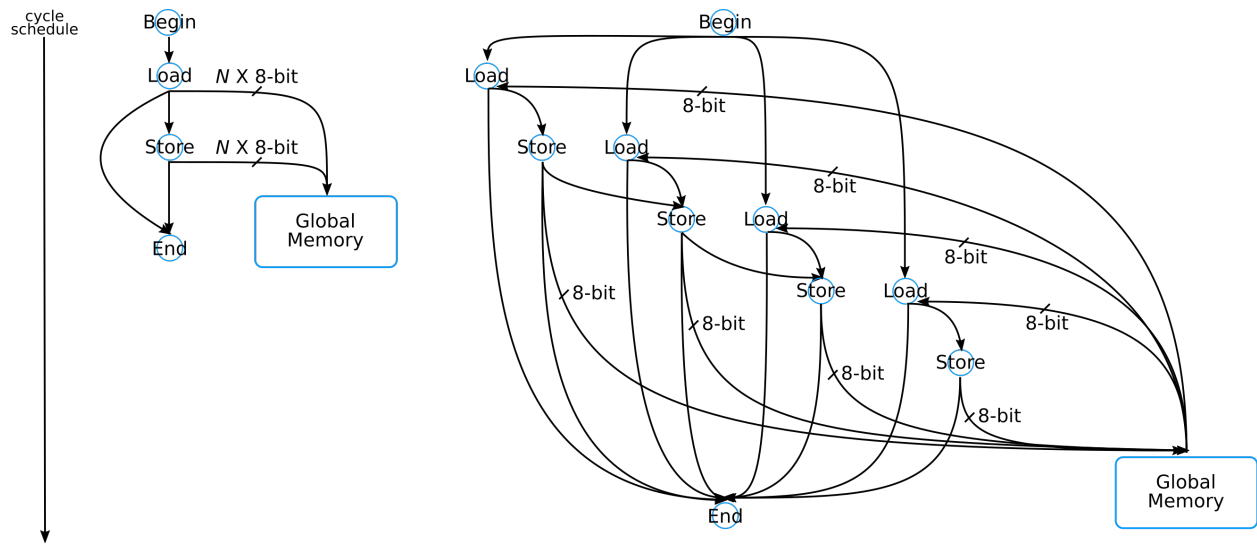 cycle
schedule
Begin
Load
N X 8-bit
Store
N X 8-bit
Global
Memory
End
Begin
Load
8-bit
Store
Load
8-bit
Store
Load
8-bit
Store
Load
8-bit
8-bit
8-bit
Store
8-bit
8-bit
Global
Memory
End